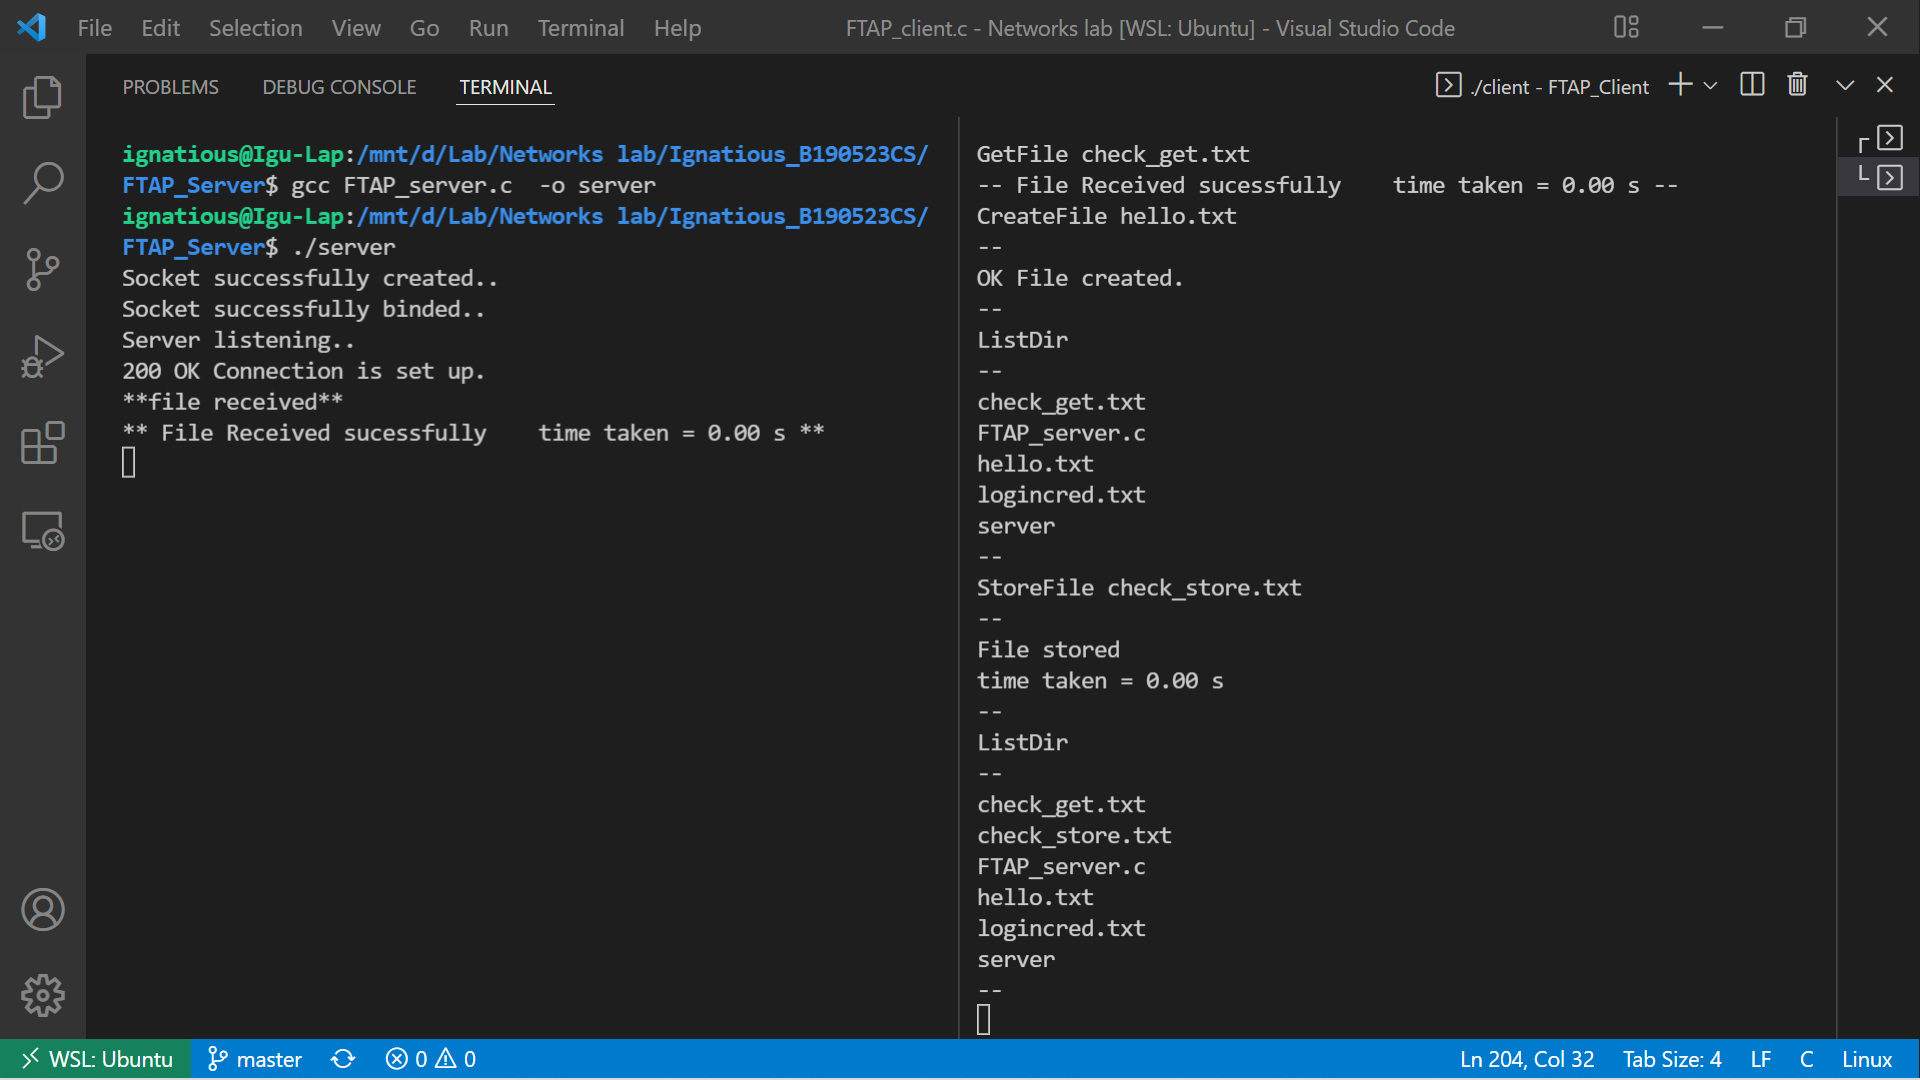 File Edit Selection View Go Run Terminal Help FTAP_client.c - Networks lab [WSL: Ubuntu] - Visual Studio Code
PROBLEMS DEBUG CONSOLE TERMINAL ./client - FTAP_Client
ignatious@Igu-Lap:/mnt/d/Lab/Networks lab/Ignatious_B190523CS/
FTAP_Server$ gcc FTAP_server.c  -o server
ignatious@Igu-Lap:/mnt/d/Lab/Networks lab/Ignatious_B190523CS/
FTAP_Server$ ./server
Socket successfully created..
Socket successfully binded..
Server listening..
200 OK Connection is set up.
**file received**
** File Received sucessfully    time taken = 0.00 s **
GetFile check_get.txt
-- File Received sucessfully    time taken = 0.00 s --
CreateFile hello.txt
--
OK File created.
--
ListDir
--
check_get.txt
FTAP_server.c
hello.txt
logincred.txt
server
--
StoreFile check_store.txt
--
File stored
time taken = 0.00 s
--
ListDir
--
check_get.txt
check_store.txt
FTAP_server.c
hello.txt
logincred.txt
server
--
WSL: Ubuntu master 0 0 Ln 204, Col 32 Tab Size: 4 LF C Linux